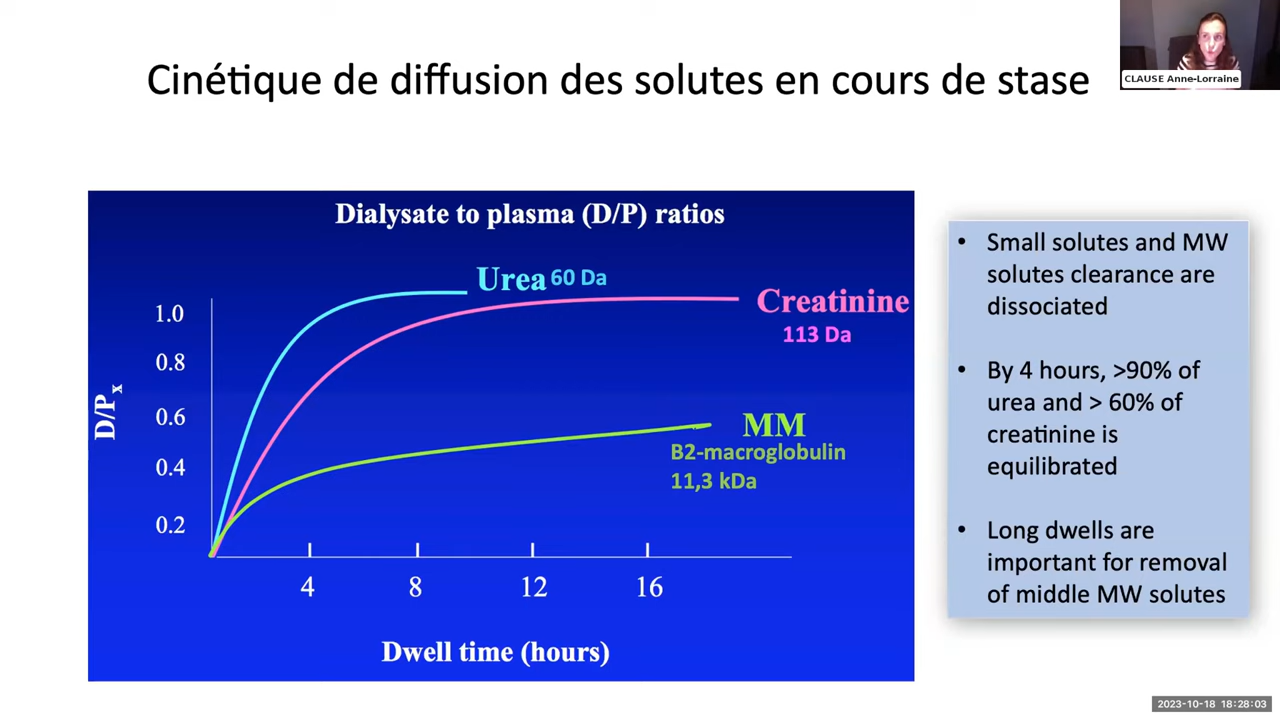 Cinétique de diffusion des solutes en cours de stase
CLAUSE Anne-Lorraine
Dialysate to plasma (D/P) ratios
Urea 60 Da
Creatinine
113 Da
MM
B2-macroglobulin
11,3 kDa
D/Px
1.0
0.8
0.6
0.4
0.2
4 8 12 16
Dwell time (hours)
• Small solutes and MW
solutes clearance are
dissociated
• By 4 hours, >90% of
urea and > 60% of
creatinine is
equilibrated
• Long dwells are
important for removal
of middle MW solutes
2023-10-18 18:28:03